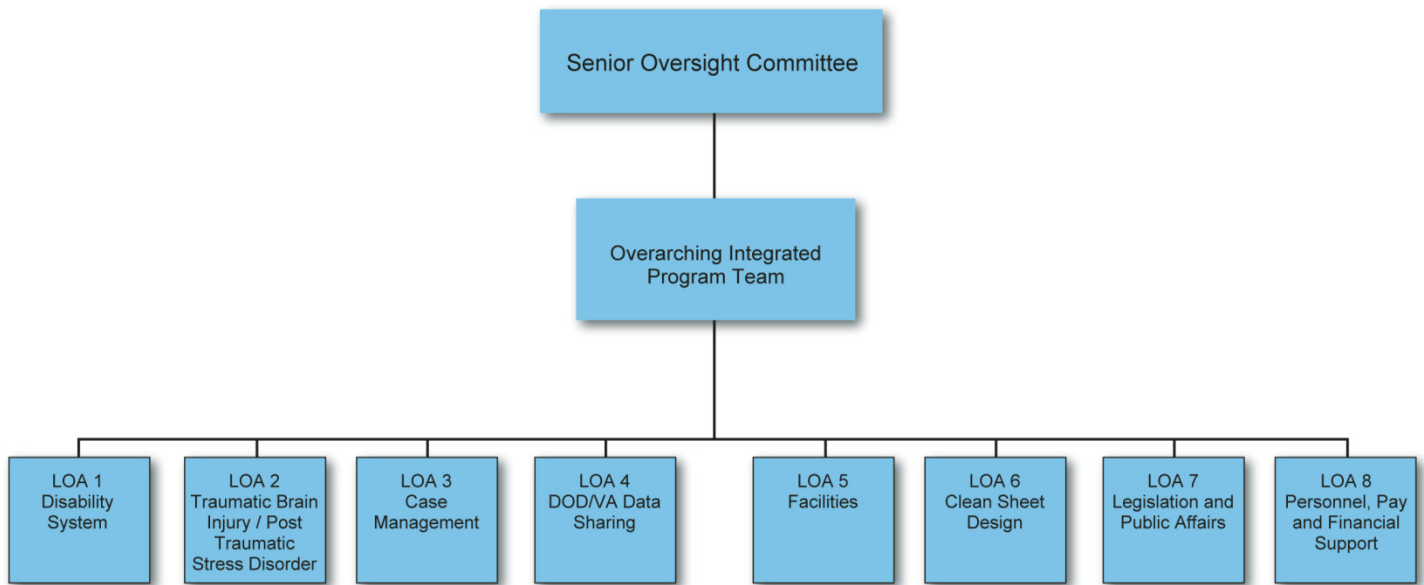 Senior Oversight Committee
Overarching Integrated
Program Team
LOA 1
Disability
System
LOA 2
Traumatic Brain
Injury / Post
Traumatic
Stress Disorder
LOA 3
Case
Management
LOA 4
DOD/VA Data
Sharing
LOA 5
Facilities
LOA 6
Clean Sheet
Design
LOA 7
Legislation and
Public Affairs
LOA 8
Personnel, Pay
and Financial
Support